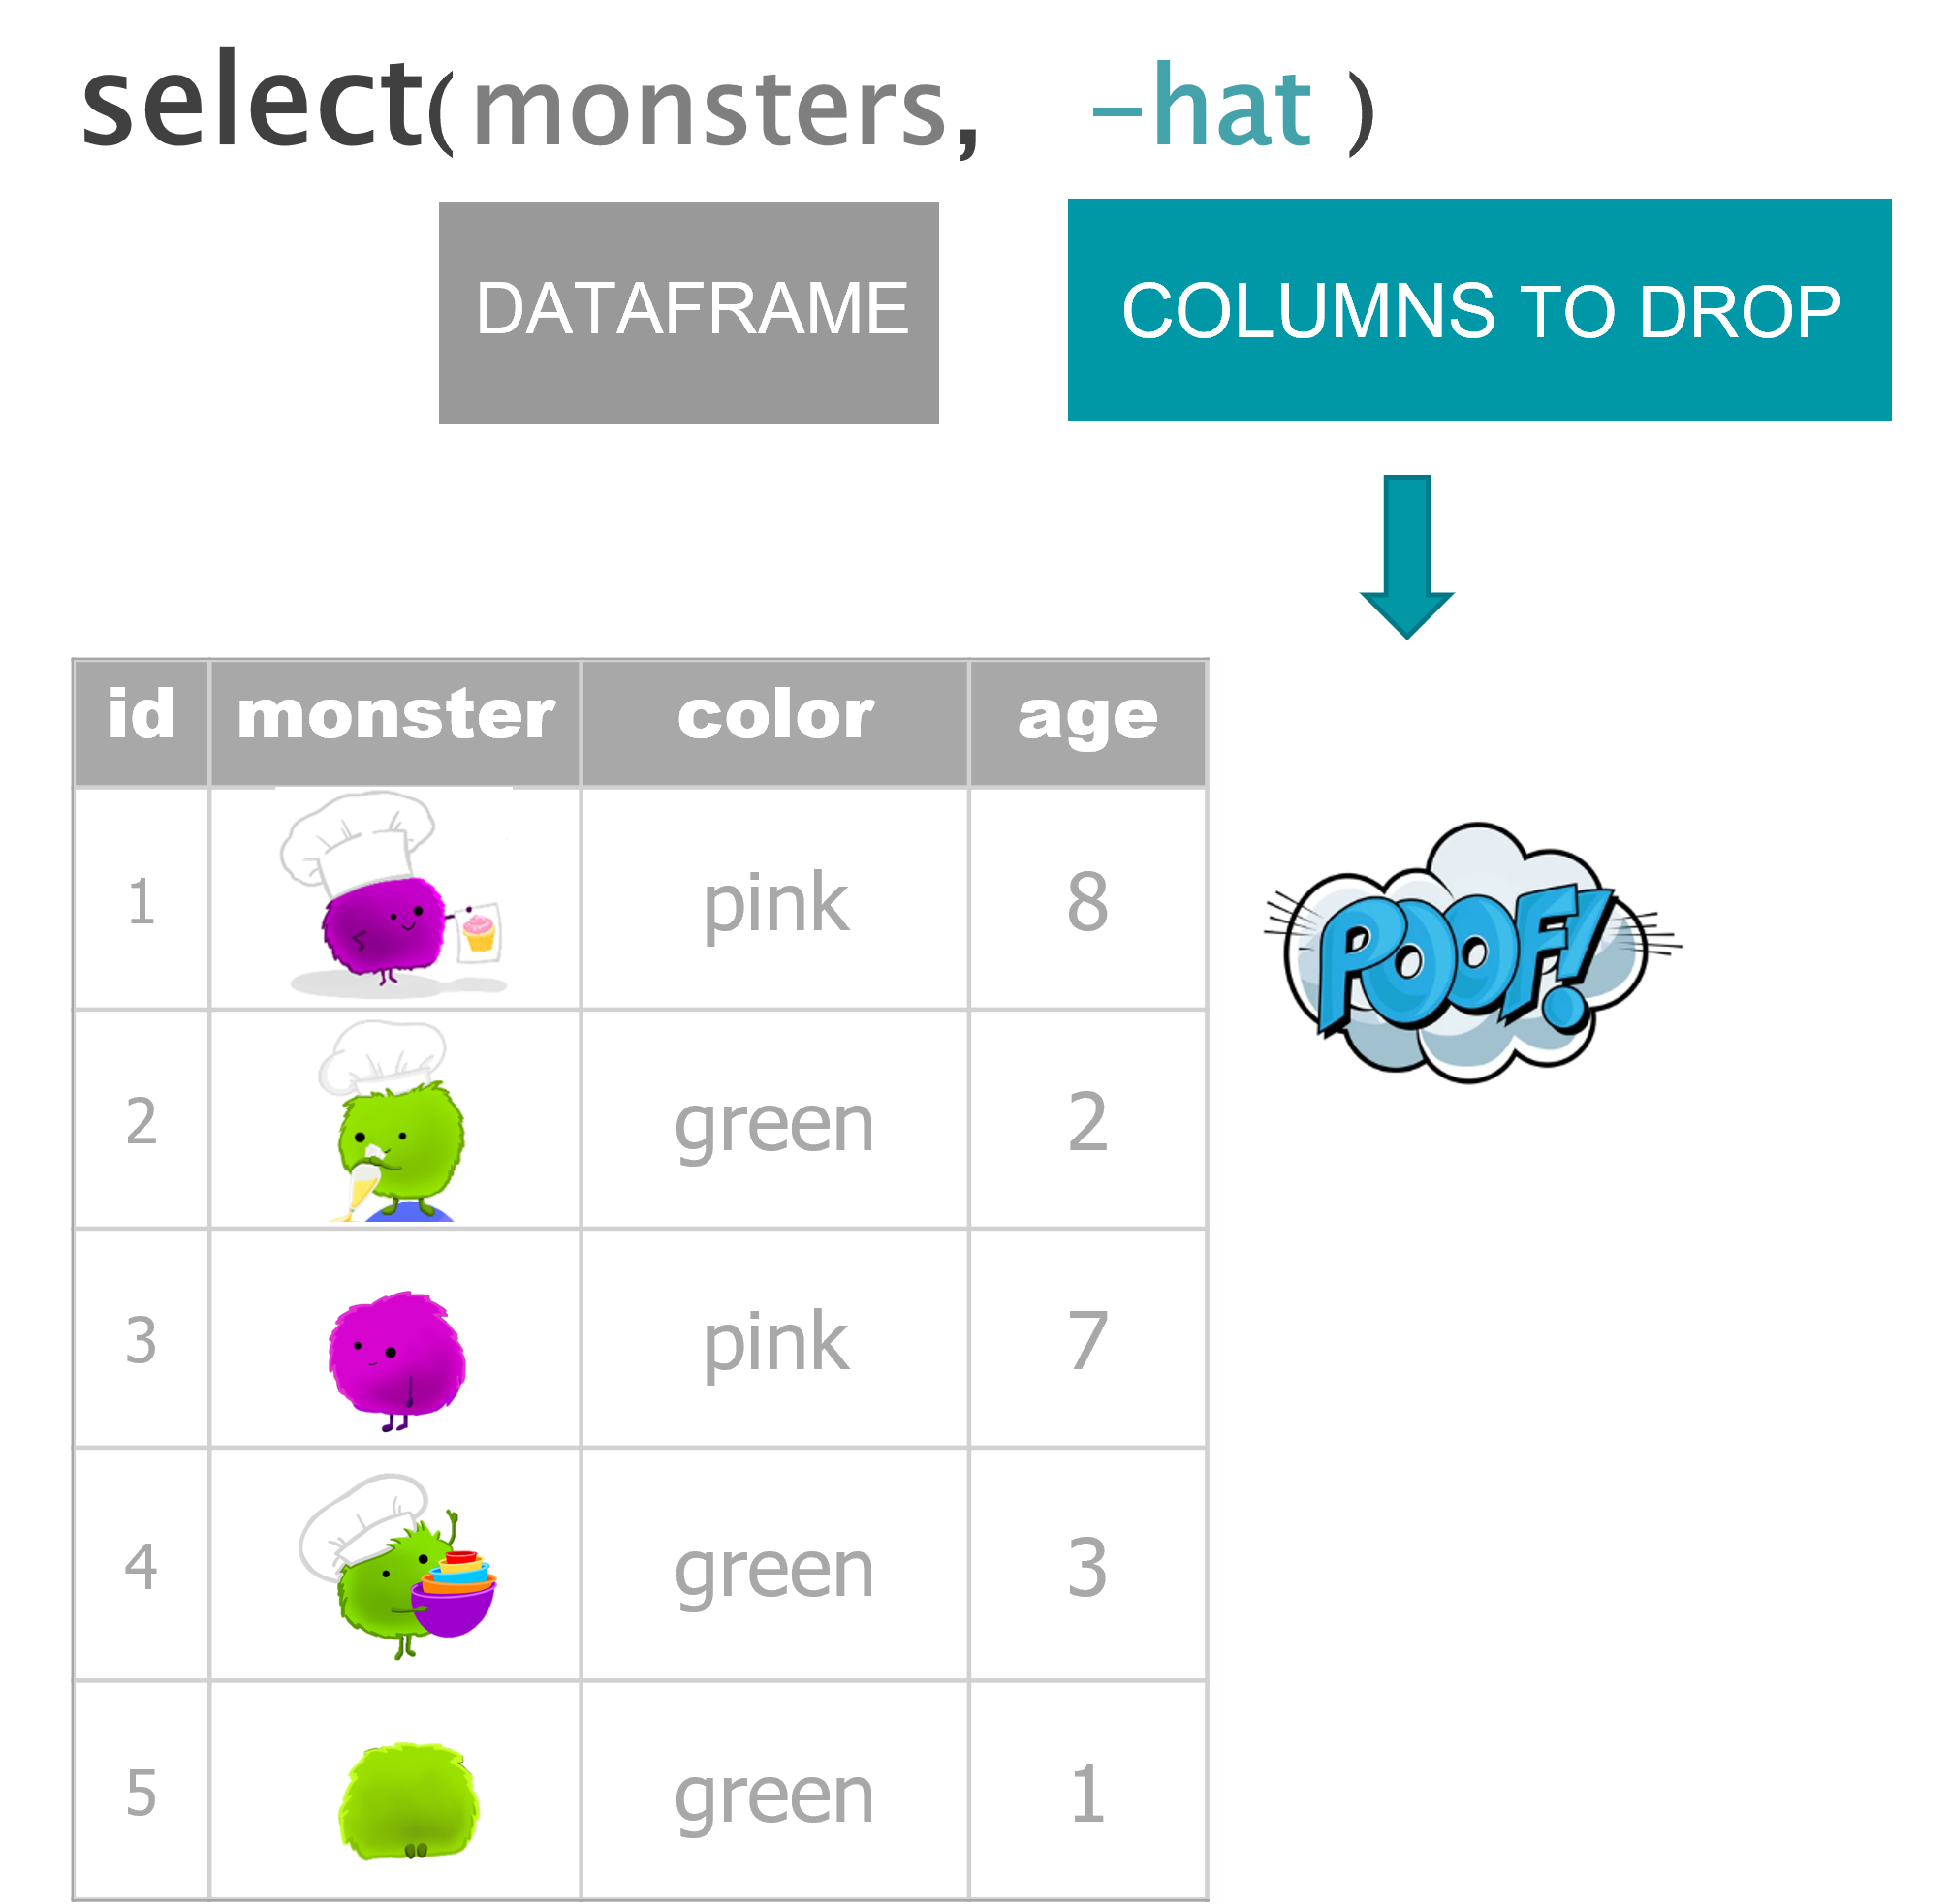 select(monsters, -hat )
DATAFRAME COLUMNS TO DROP
id monster color age
1 pink 8
POOF!
2 green 2
3 pink 7
4 green 3
5 green 1